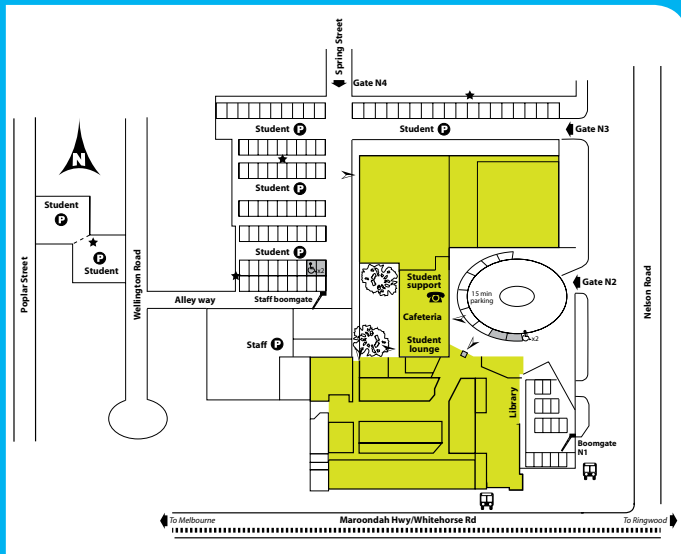 Spring Street
Gate N4
Student P
Student P
Gate N3
N
Student P
Student
P
P
Student
Student P
x2
Poplar Street
Wellington Road
Alley way
Staff boomgate
Student
support
Cafeteria
Student
lounge
15 min
parking
Gate N2
x2
Nelson Road
Staff P
Library
Boomgate
N1
To Melbourne
Maroondah Hwy/Whitehorse Rd
To Ringwood